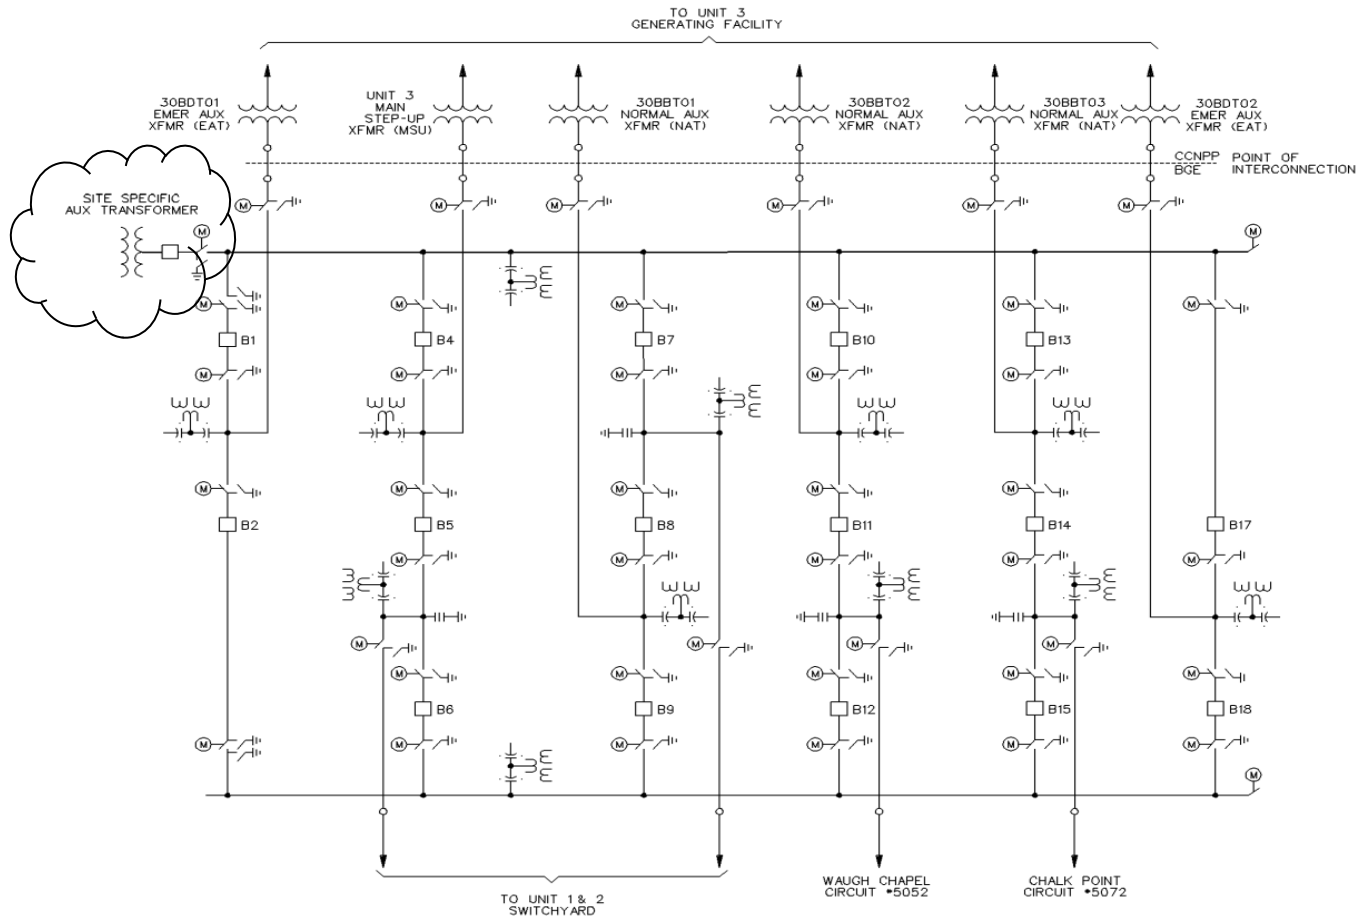 TO UNIT 3
GENERATING FACILITY
30BDT01
EMER AUX
XFMR (EAT)
UNIT 3
MAIN
STEP-UP
XFMR (MSU)
30BBT01
NORMAL AUX
XFMR (NAT)
30BBT02
NORMAL AUX
XFMR (NAT)
30BBT03
NORMAL AUX
XFMR (NAT)
30BDT02
EMER AUX
XFMR (EAT)
CCNPP
BGE
POINT OF
INTERCONNECTION
SITE SPECIFIC
AUX TRANSFORMER
M
M
M
M
M
M
M
M
M
M
M
M
M
M
B1
B4
B7
B10
B13
M
M
M
M
M
M
M
M
M
M
M
B2
B5
B8
B11
B14
B17
M
M
M
M
M
M
M
M
M
M
M
M
M
M
B6
B9
B12
B15
B18
M
M
M
M
M
M
M
TO UNIT 1 & 2
SWITCHYARD
WAUGH CHAPEL
CIRCUIT *5052
CHALK POINT
CIRCUIT *5072